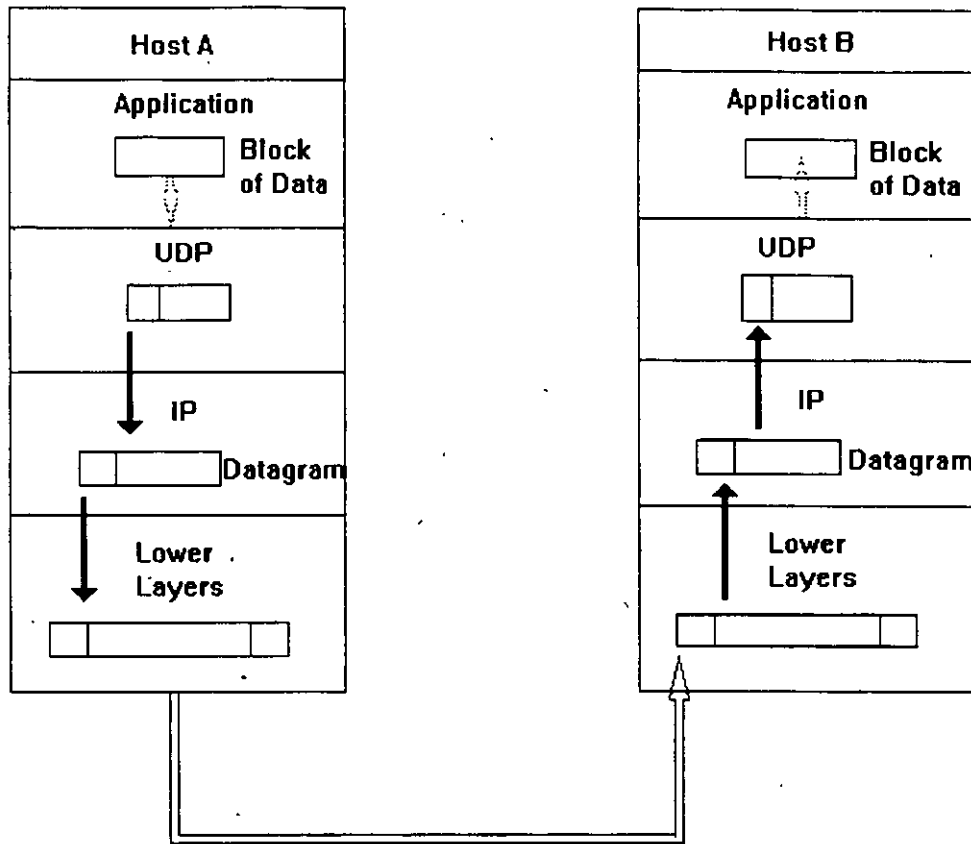 Host A
Application
Block
of Data
UDP
IP
Datagram
Lower
Layers
Host B
Application
Block
of Data
UDP
IP
Datagram
Lower
Layers